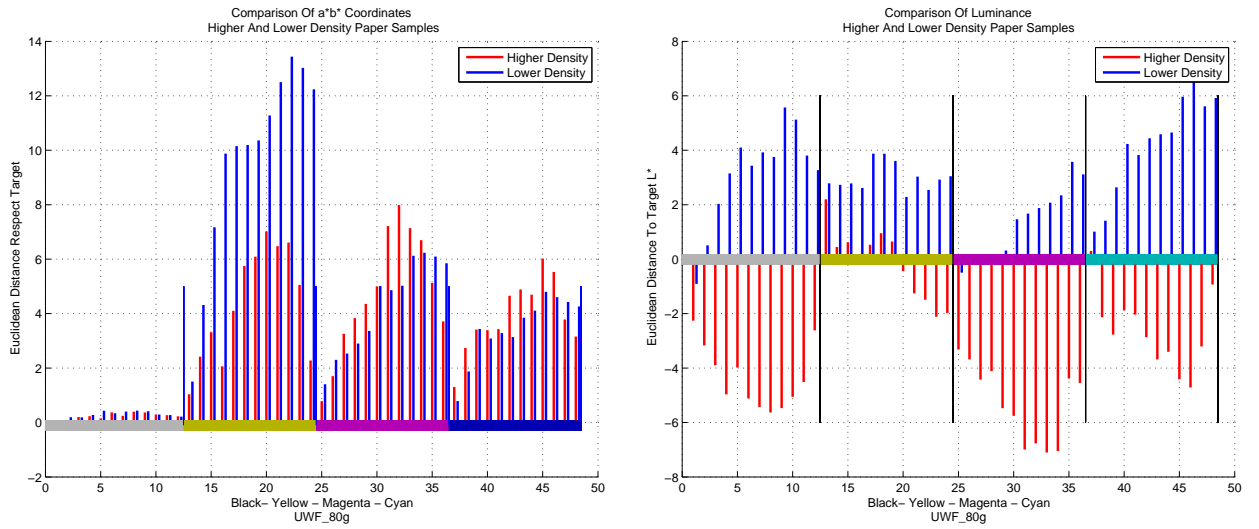 Comparison Of a*b* Coordinates
Higher And Lower Density Paper Samples
14
12
10
8
6
4
2
0
−2
Euclidean Distance Respect Target
Higher Density
Lower Density
0 5 10 15 20 25 30 35 40 45 50
Black− Yellow − Magenta − Cyan
UWF_80g
Comparison Of Luminance
Higher And Lower Density Paper Samples
8
6
4
2
0
−2
−4
−6
−8
Euclidean Distance To Target L*
Higher Density
Lower Density
0 5 10 15 20 25 30 35 40 45 50
Black− Yellow − Magenta − Cyan
UWF_80g